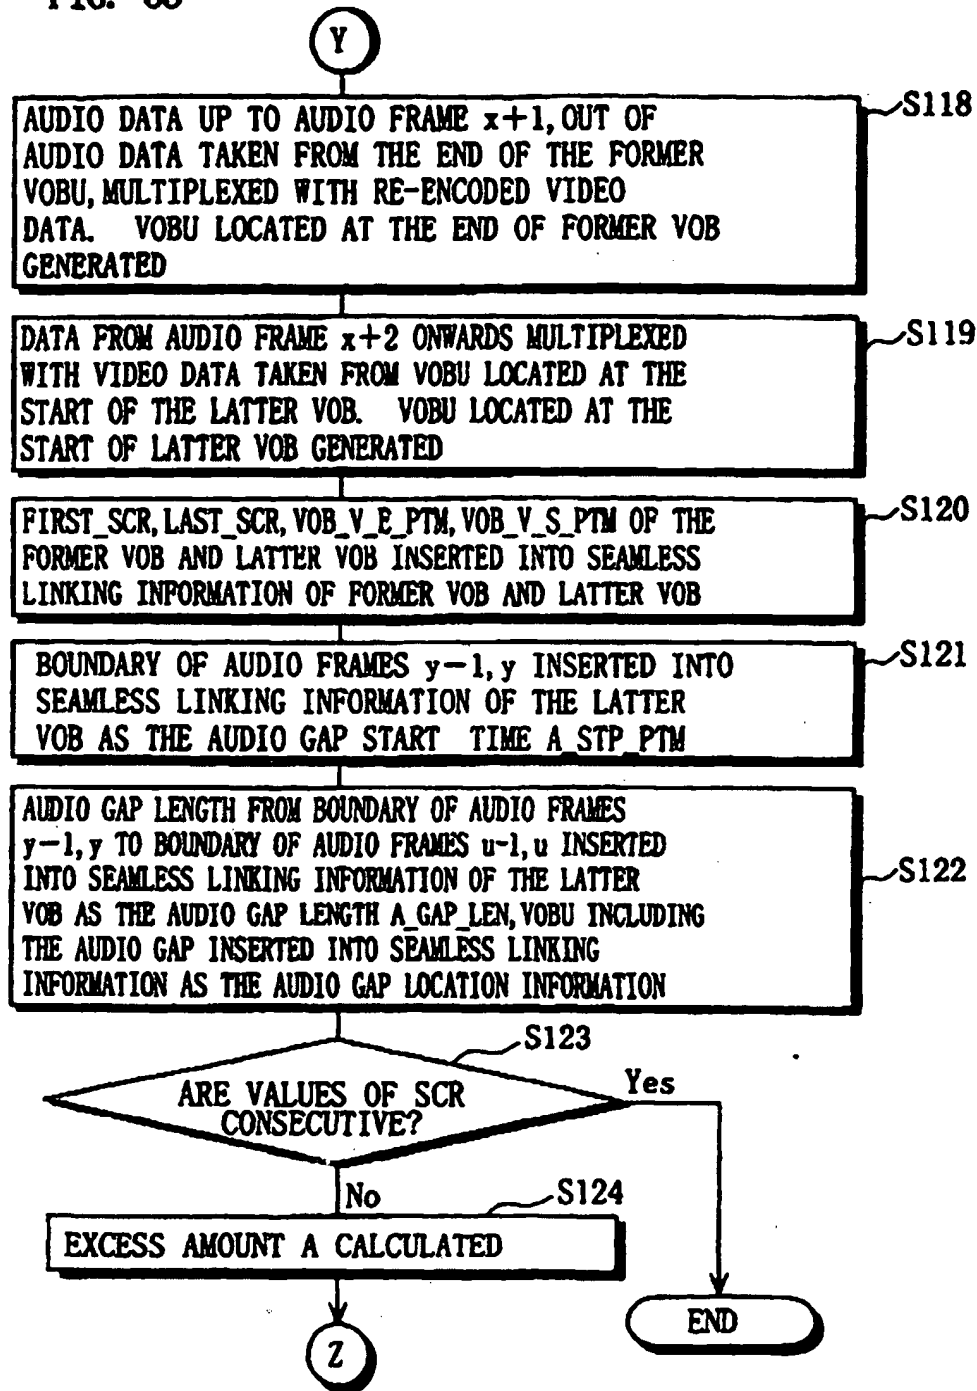 Y
S118
AUDIO DATA UP TO AUDIO FRAME x+1, OUT OF
AUDIO DATA TAKEN FROM THE END OF THE FORMER
VOBU, MULTIPLEXED WITH RE-ENCODED VIDEO
DATA. VOBU LOCATED AT THE END OF FORMER VOB
GENERATED
S119
DATA FROM AUDIO FRAME x+2 ONWARDS MULTIPLEXED
WITH VIDEO DATA TAKEN FROM VOBU LOCATED AT THE
START OF THE LATTER VOB. VOBU LOCATED AT THE
START OF LATTER VOB GENERATED
S120
FIRST_SCR, LAST_SCR, VOB_V_E_PTM, VOB_V_S_PTM OF THE
FORMER VOB AND LATTER VOB INSERTED INTO SEAMLESS
LINKING INFORMATION OF FORMER VOB AND LATTER VOB
S121
BOUNDARY OF AUDIO FRAMES y-1, y INSERTED INTO
SEAMLESS LINKING INFORMATION OF THE LATTER
VOB AS THE AUDIO GAP START TIME A_STP_PTM
S122
AUDIO GAP LENGTH FROM BOUNDARY OF AUDIO FRAMES
y-1, y TO BOUNDARY OF AUDIO FRAMES u-1, u INSERTED
INTO SEAMLESS LINKING INFORMATION OF THE LATTER
VOB AS THE AUDIO GAP LENGTH A_GAP_LEN, VOBU INCLUDING
THE AUDIO GAP INSERTED INTO SEAMLESS LINKING
INFORMATION AS THE AUDIO GAP LOCATION INFORMATION
S123
ARE VALUES OF SCR
CONSECUTIVE?
Yes
No
S124
EXCESS AMOUNT A CALCULATED
END
Z